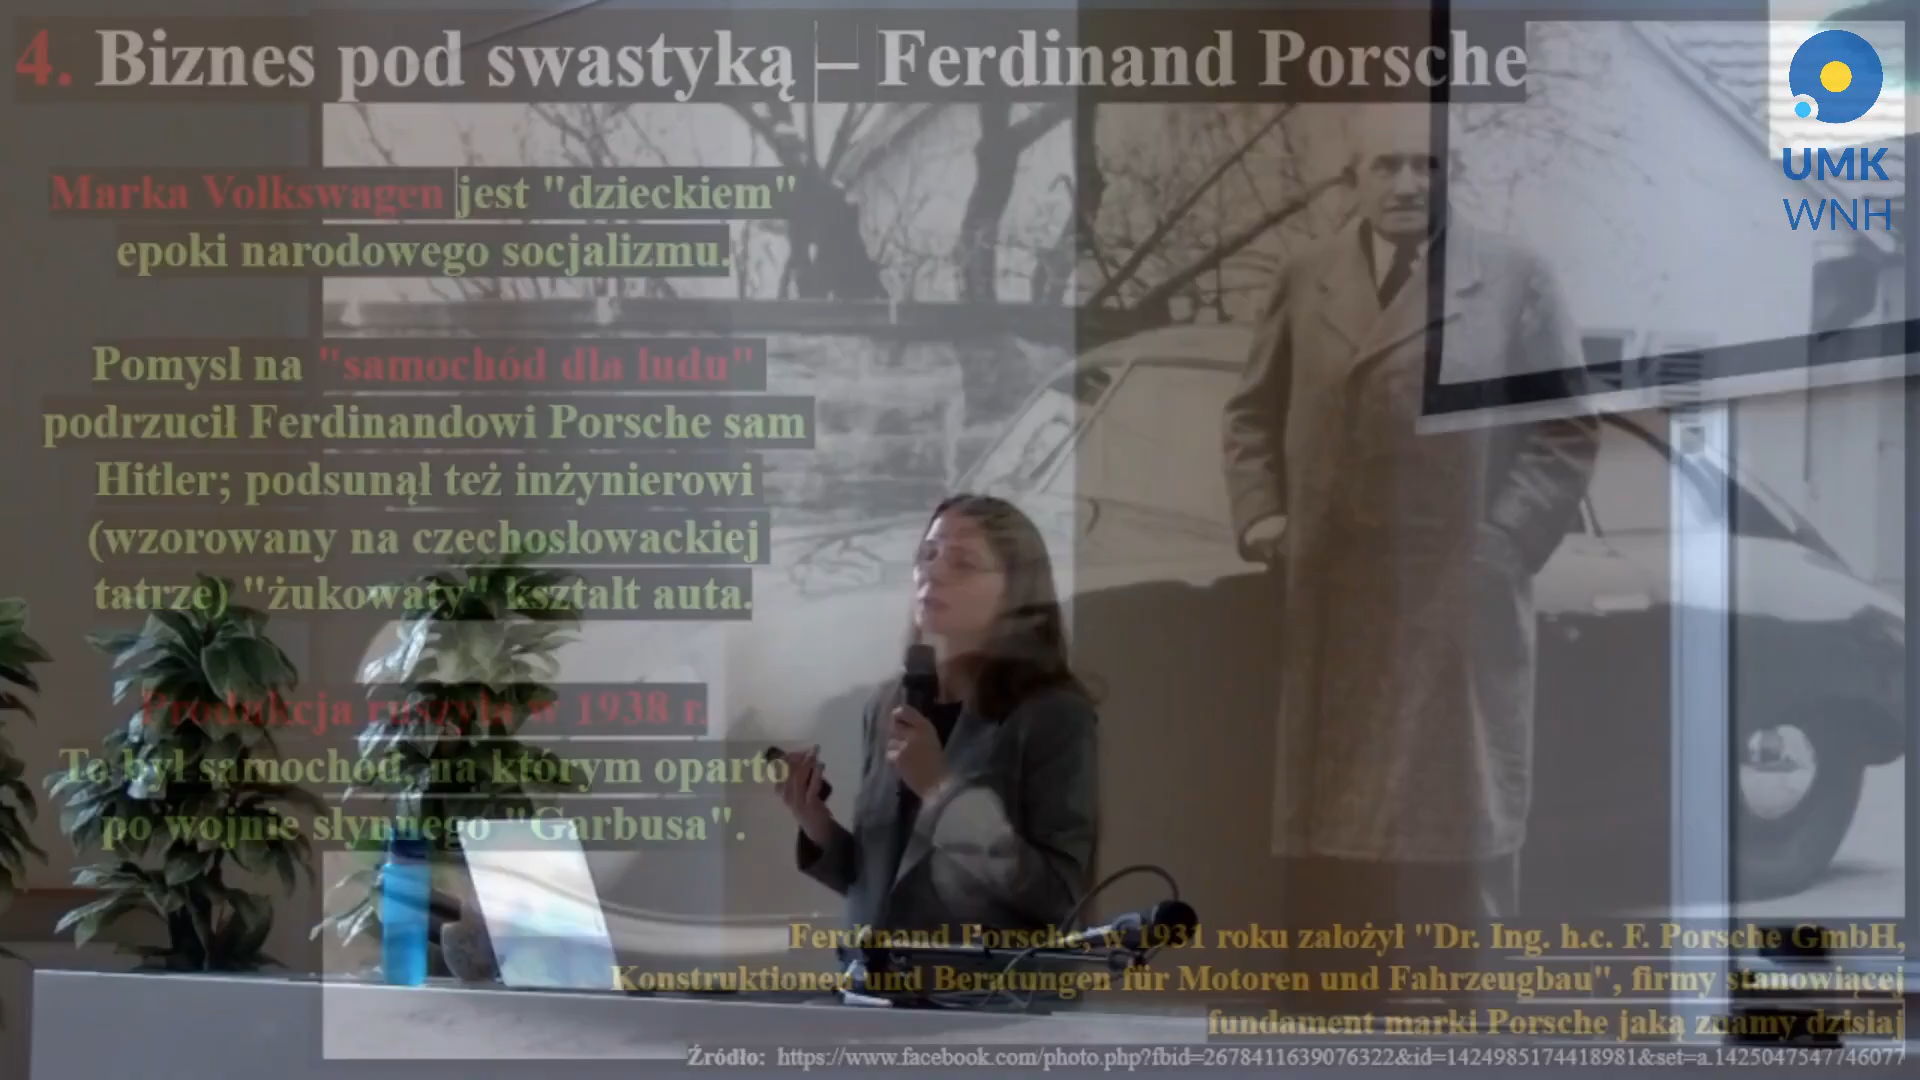 4. Biznes pod swastyką – Ferdinand Porsche
UMK
WNH
Marka Volkswagen jest "dzieckiem"
epoki narodowego socjalizmu.
Pomysł na "samochód dla ludu"
podrzucił Ferdinandowi Porsche sam
Hitler; podsunął też inżynierowi
(wzorowany na czechosłowackiej
tatrze) "żukowaty" kształt auta.
Produkcja ruszyła w 1938 r.
To był samochód, na którym oparto
po wojnie słynnego "Garbusa".
Ferdinand Porsche, w 1931 roku założył "Dr. Ing. h.c. F. Porsche GmbH,
Konstruktionen und Beratungen für Motoren und Fahrzeugbau", firmy stanowiącej
fundament marki Porsche jaką znamy dzisiaj
Źródło: https://www.facebook.com/photo.php?fbid=2678411639076322&id=1424985174418981&set=a.1425047547746077